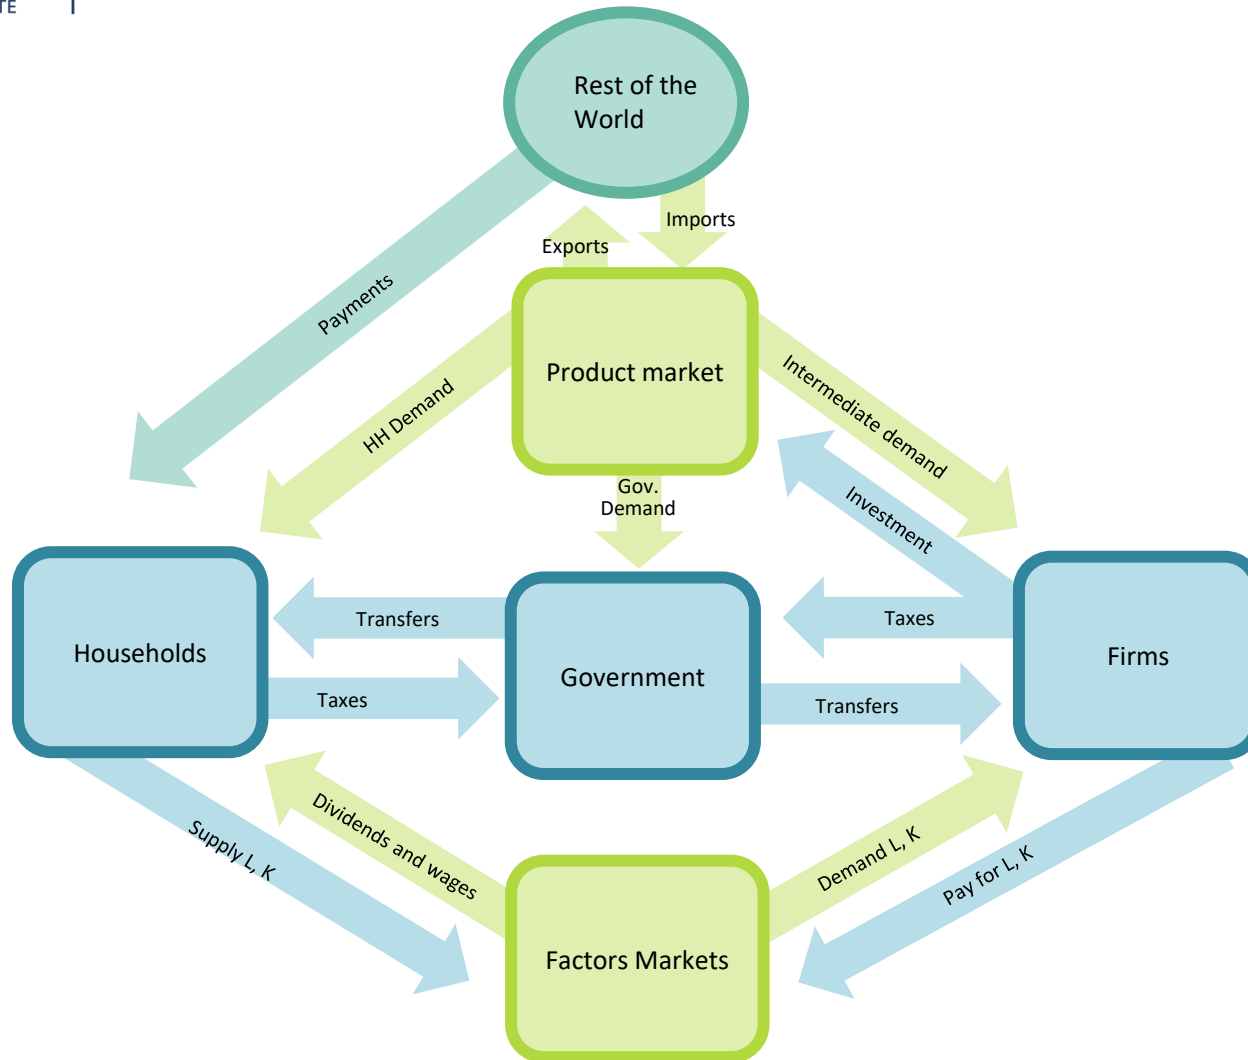 TE
Rest of the
World
Imports
Exports
Payments
Product market
HH Demand
Intermediate demand
Gov.
Demand
Investment
Transfers
Taxes
Households
Government
Firms
Taxes
Transfers
Supply L, K
Dividends and wages
Demand L, K
Pay for L, K
Factors Markets